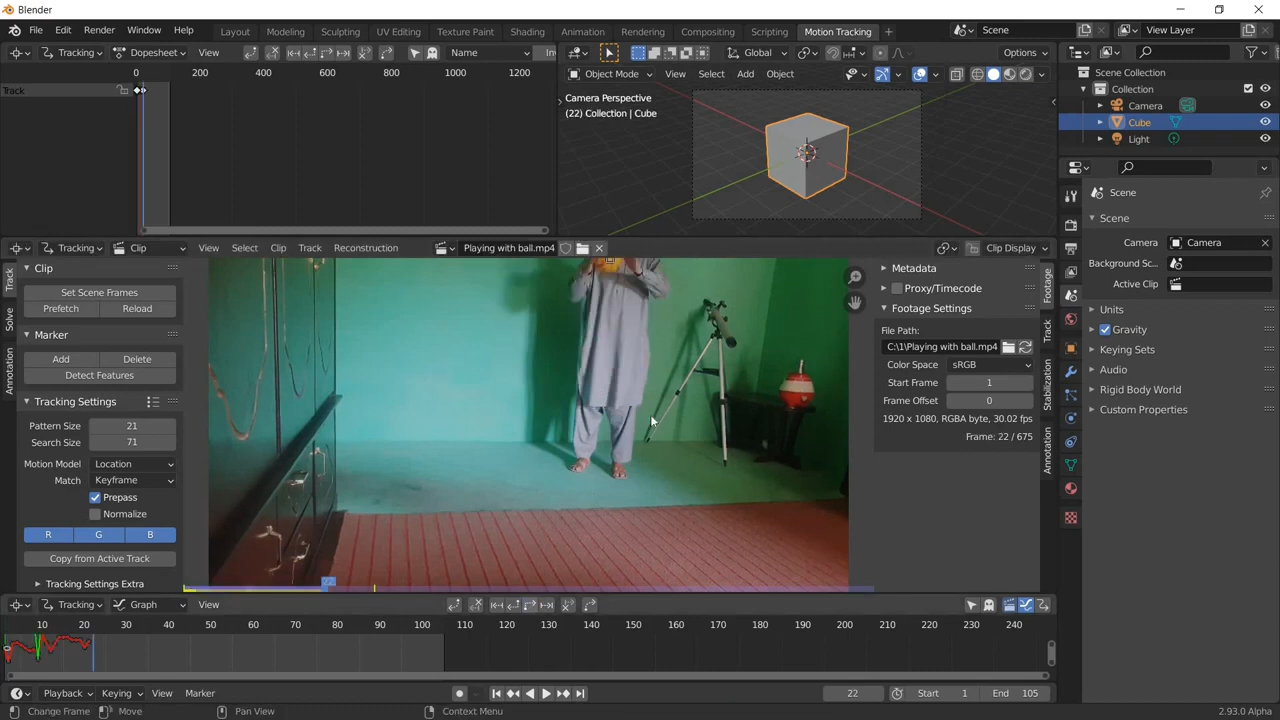 Blender
File Edit Render Window Help Layout Modeling Sculpting UV Editing Texture Paint Shading Animation Rendering Compositing Scripting Motion Tracking + Scene View Layer
Tracking Dopesheet View Name In
0 200 400 600 800 1000 1200
Track
Global Options
Object Mode View Select Add Object
Camera Perspective
(22) Collection | Cube
Scene Collection
Collection
Camera
Cube
Light
Tracking Clip View Select Clip Track Reconstruction Playing with ball.mp4 Clip Display
Track
Solve
Annotation
Clip
Set Scene Frames
Prefetch Reload
Marker
Add Delete
Detect Features
Tracking Settings
Pattern Size 21
Search Size 71
Motion Model Location
Match Keyframe
Prepass
Normalize
R G B
Copy from Active Track
Tracking Settings Extra
22
Metadata
Proxy/Timecode
Footage Settings
File Path:
C:\1\Playing with ball.mp4
Color Space sRGB
Start Frame 1
Frame Offset 0
1920 x 1080, RGBA byte, 30.02 fps
Frame: 22 / 675
Footage
Track
Stabilization
Annotation
Scene
Scene
Camera Camera
Background Sc...
Active Clip
Units
Gravity
Keying Sets
Audio
Rigid Body World
Custom Properties
Tracking Graph View
10 20 30 40 50 60 70 80 90 100 110 120 130 140 150 160 170 180 190 200 210 220 230 240
Playback Keying View Marker 22 Start 1 End 105
Change Frame Move Pan View Context Menu 2.93.0 Alpha